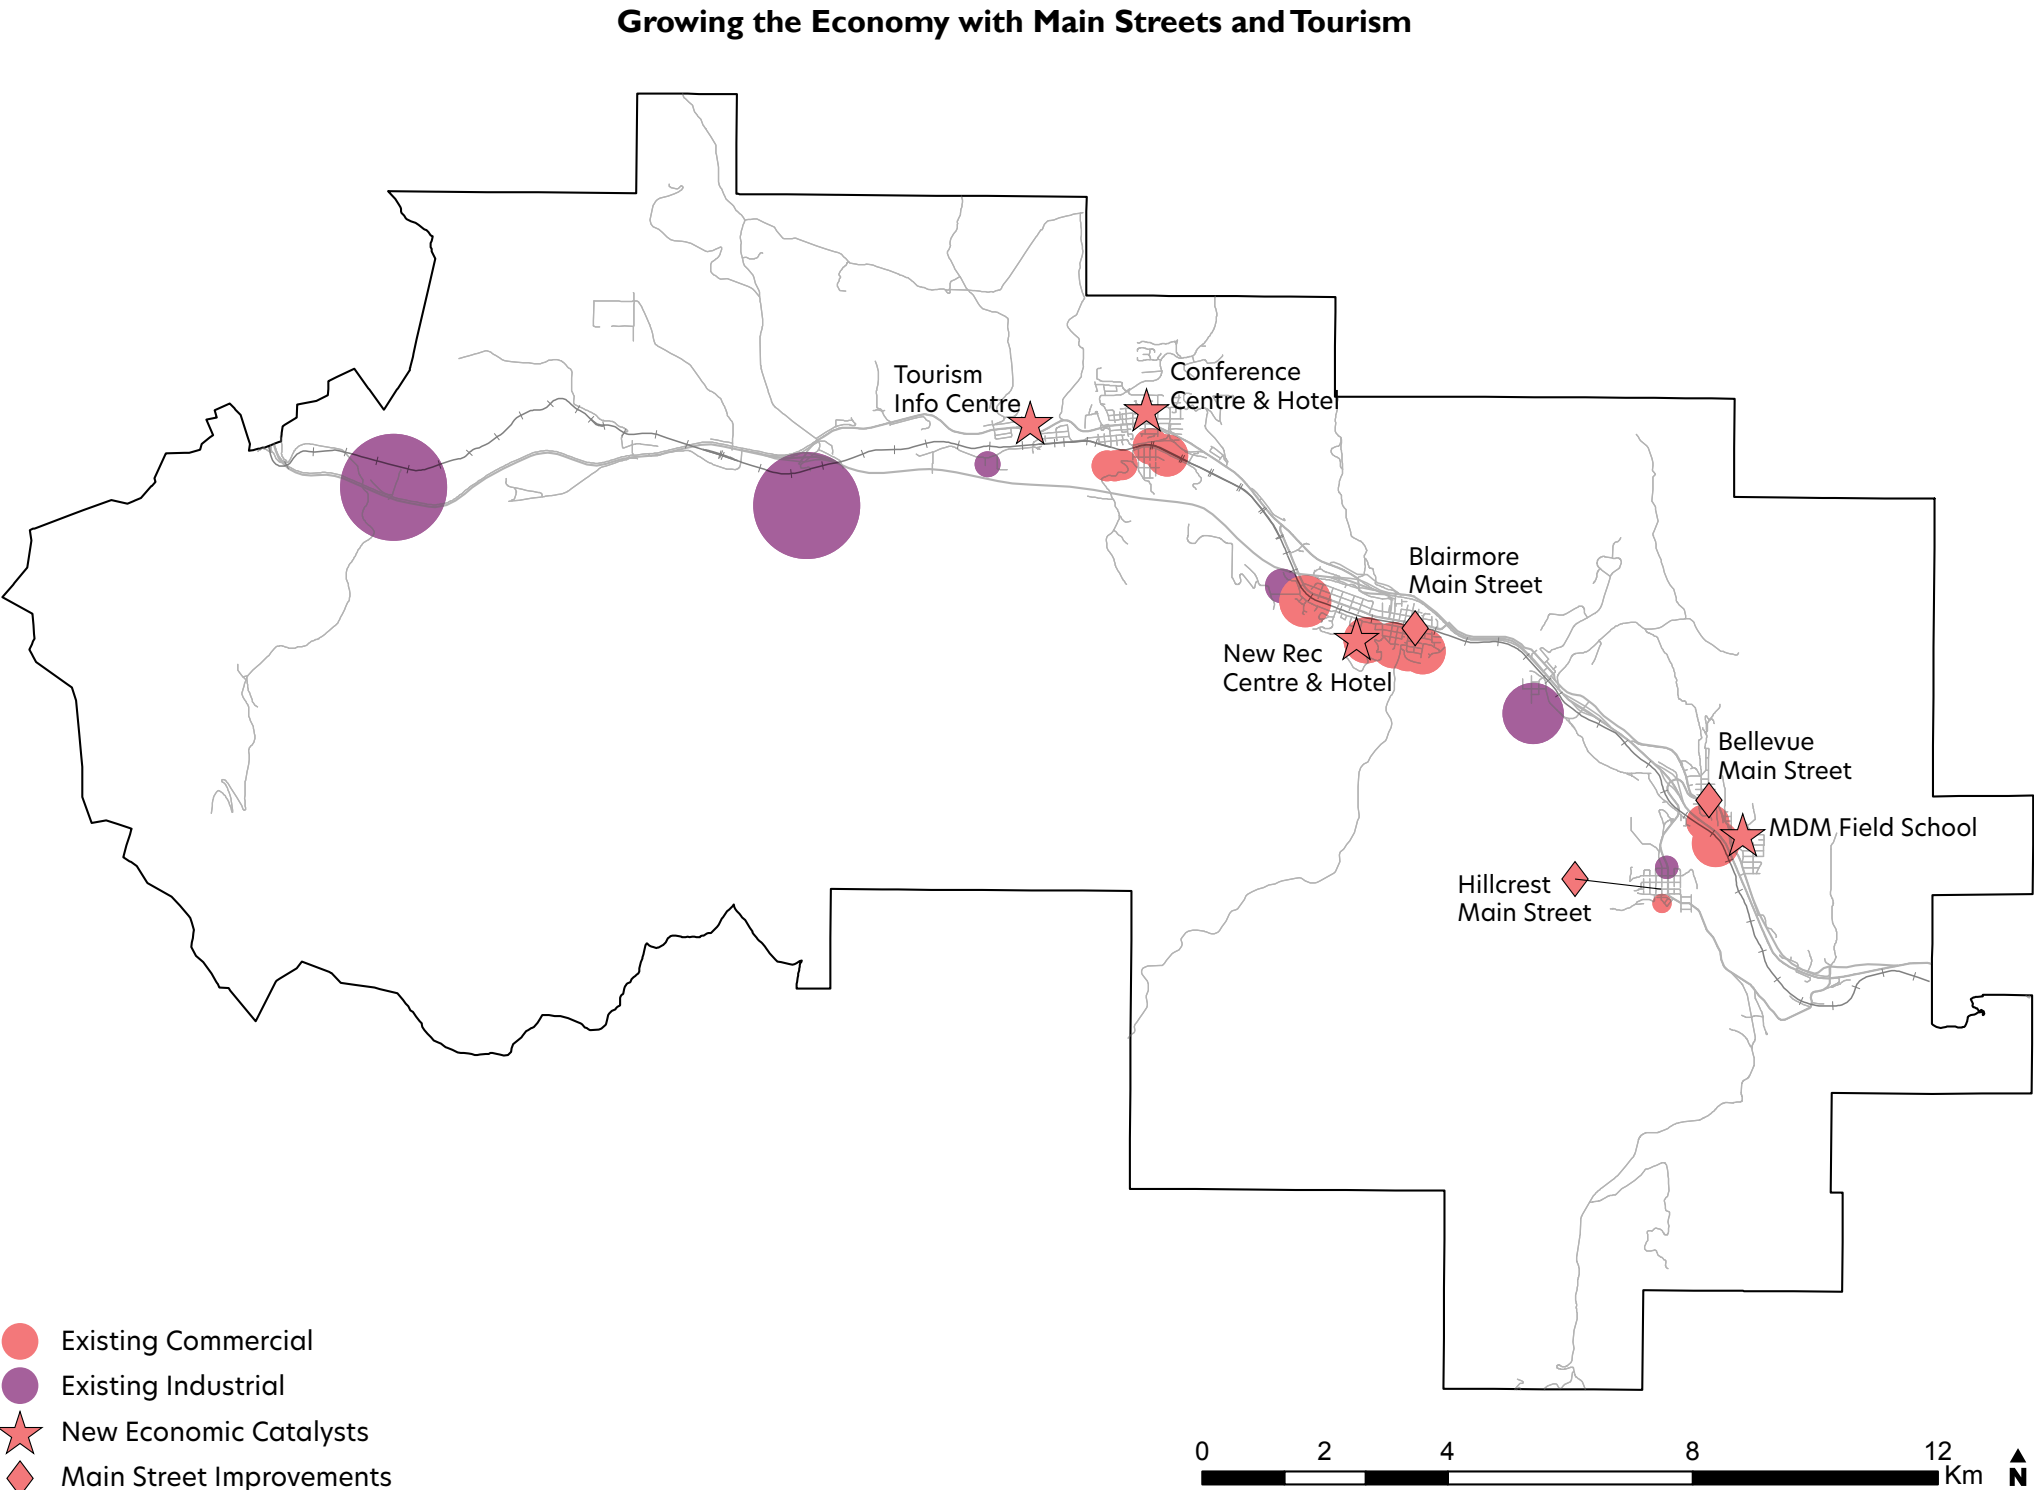 Growing the Economy with Main Streets and Tourism
Tourism
Info Centre
Conference
Centre & Hotel
Blairmore
Main Street
New Rec
Centre & Hotel
Bellevue
Main Street
MDM Field School
Hillcrest
Main Street
Existing Commercial
Existing Industrial
New Economic Catalysts
Main Street Improvements
0 2 4 8 12
Km
N